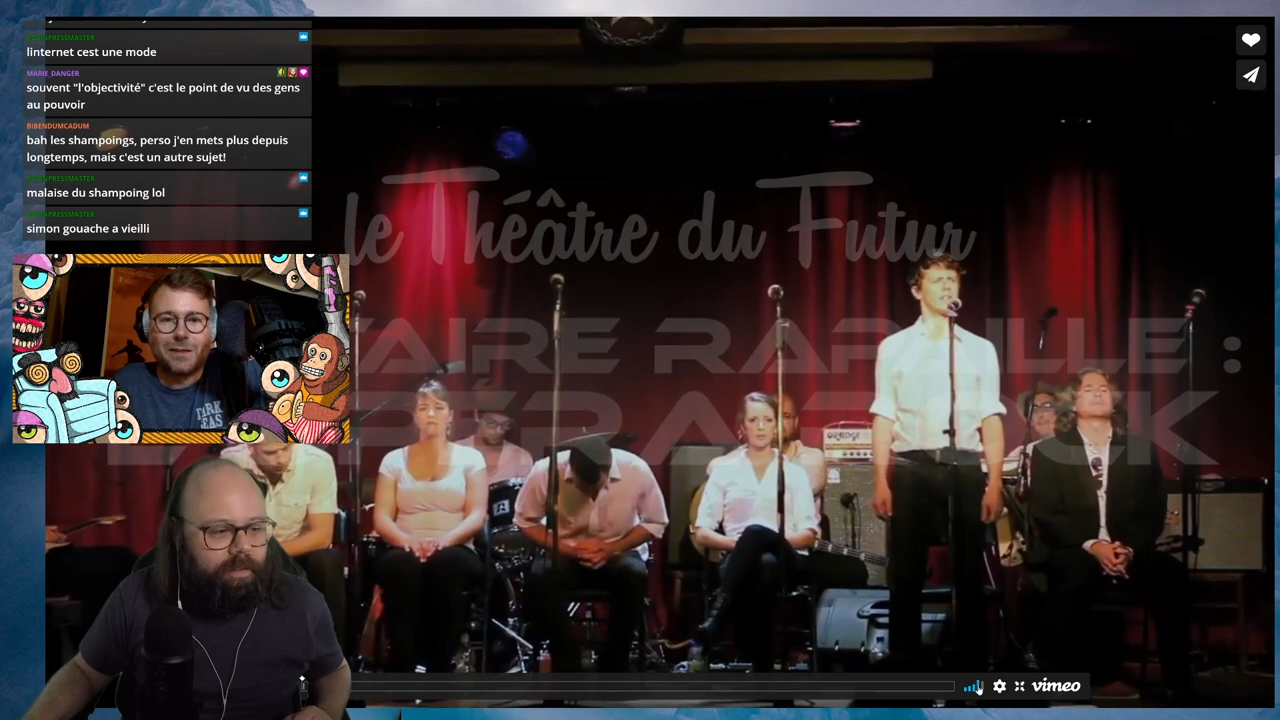 linternet cest une mode
MARIE_DANGER
souvent "l'objectivité" c'est le point de vu des gens
au pouvoir
BIBENDUMCADUM
bah les shampoings, perso j'en mets plus depuis
longtemps, mais c'est un autre sujet!
malaise du shampoing lol
simon gouache a vieilli
le Théâtre du Futur
RAPAILLE :
vimeo